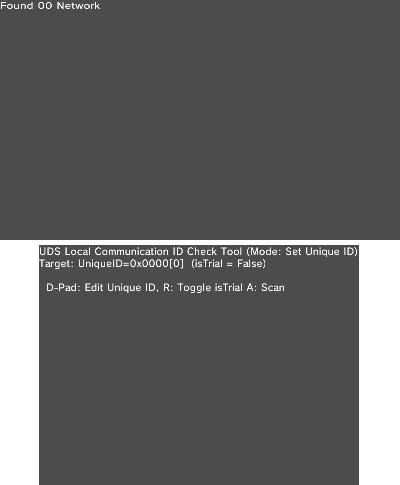 Found 00 Network
UDS Local Communication ID Check Tool (Mode: Set Unique ID)
Target: UniqueID=0x0000[0] (isTrial = False)
D-Pad: Edit Unique ID, R: Toggle isTrial A: Scan